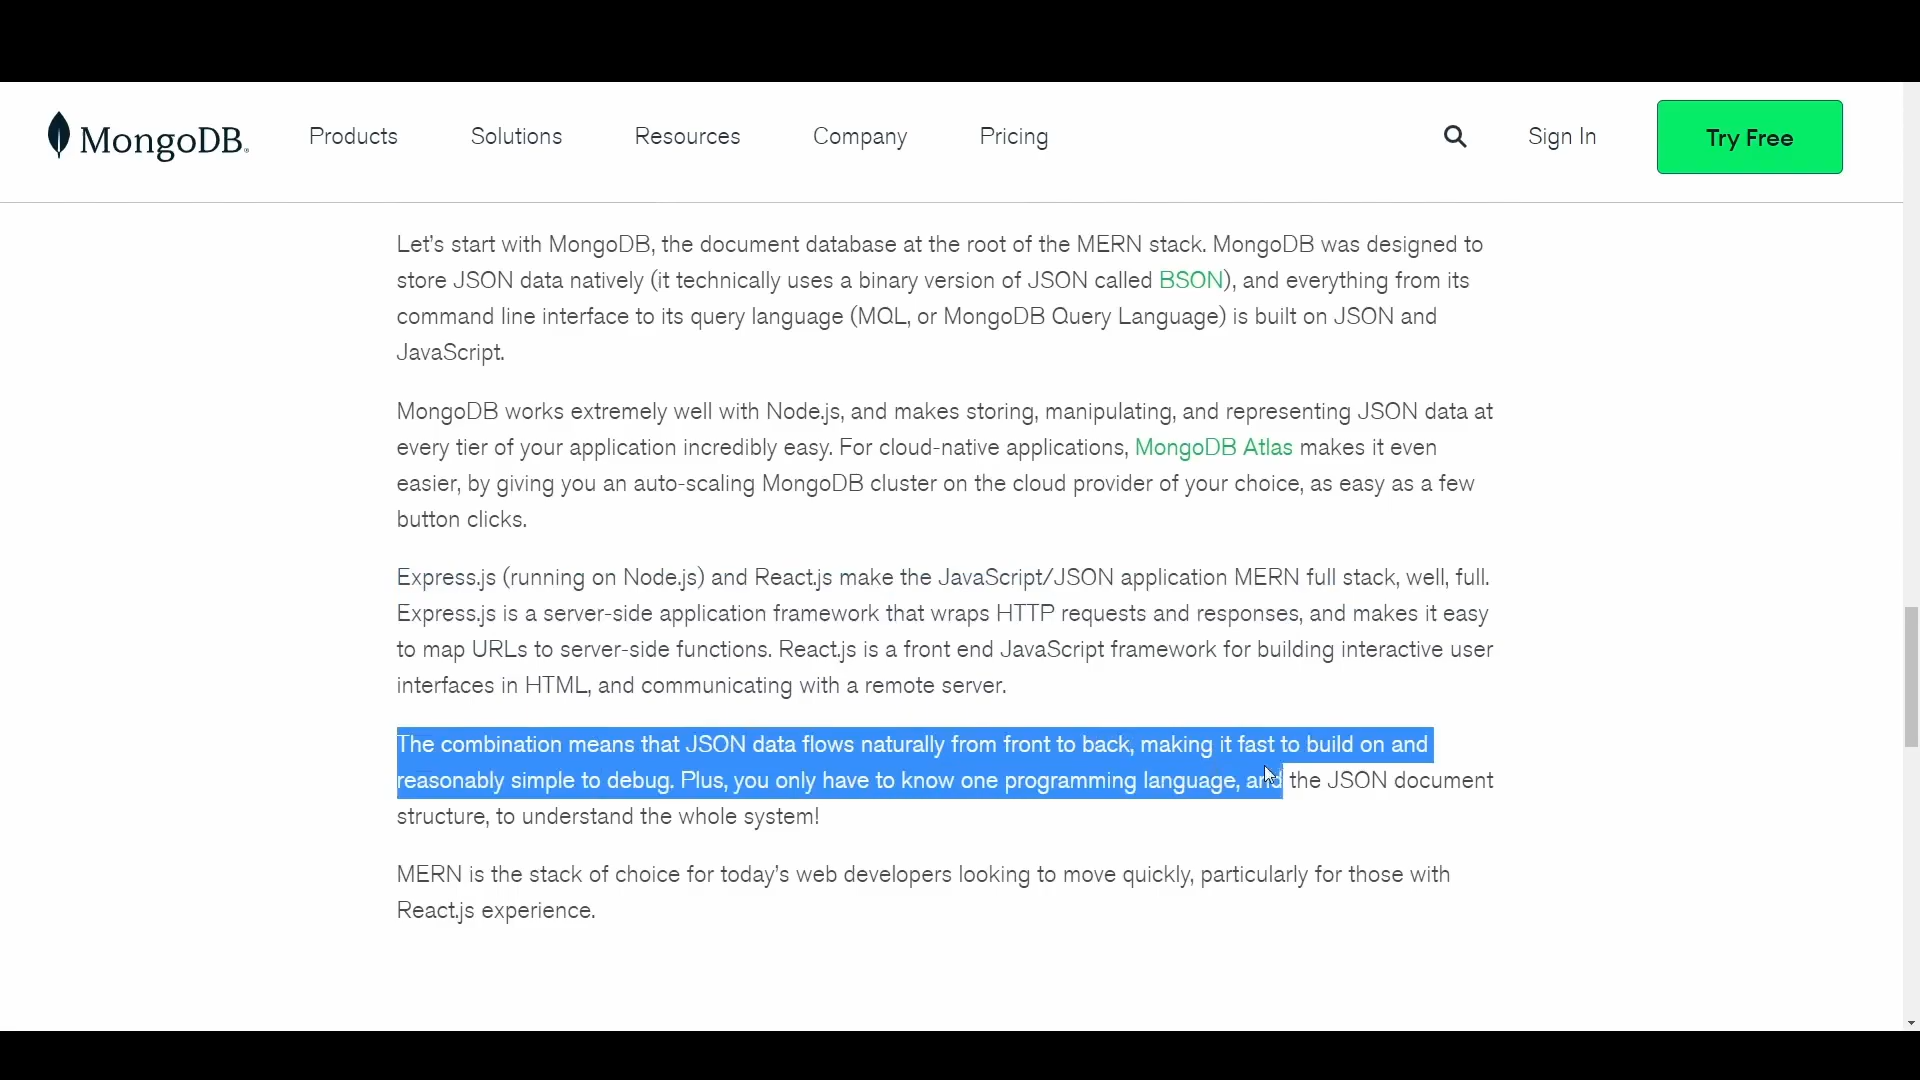 MongoDB.
Products
Solutions
Resources
Company
Pricing
Sign In
Try Free
Let's start with MongoDB, the document database at the root of the MERN stack. MongoDB was designed to
store JSON data natively (it technically uses a binary version of JSON called BSON), and everything from its
command line interface to its query language (MQL, or MongoDB Query Language) is built on JSON and
JavaScript.
MongoDB works extremely well with Node.js, and makes storing, manipulating, and representing JSON data at
every tier of your application incredibly easy. For cloud-native applications, MongoDB Atlas makes it even
easier, by giving you an auto-scaling MongoDB cluster on the cloud provider of your choice, as easy as a few
button clicks.
Express.js (running on Node.js) and React.js make the JavaScript/JSON application MERN full stack, well, full.
Express.js is a server-side application framework that wraps HTTP requests and responses, and makes it easy
to map URLs to server-side functions. React.js is a front end JavaScript framework for building interactive user
interfaces in HTML, and communicating with a remote server.
The combination means that JSON data flows naturally from front to back, making it fast to build on and
reasonably simple to debug. Plus, you only have to know one programming language, and the JSON document
structure, to understand the whole system!
MERN is the stack of choice for today's web developers looking to move quickly, particularly for those with
React.js experience.